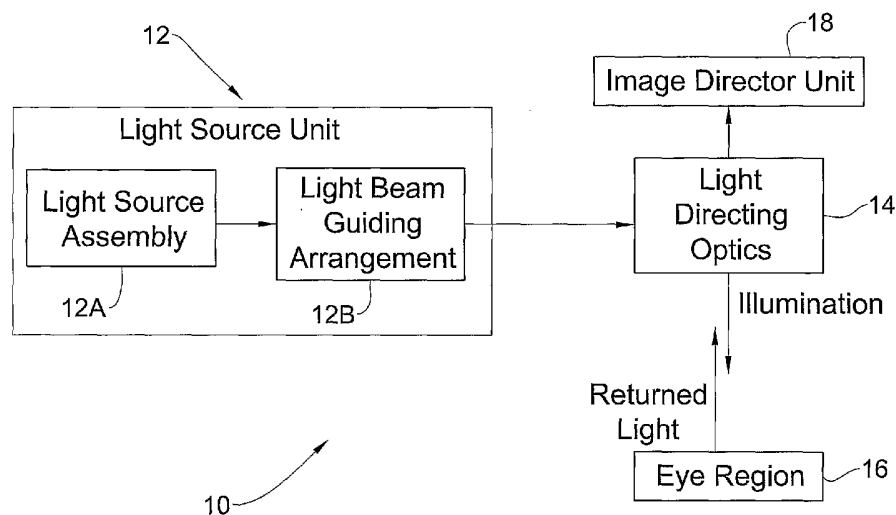 12
18
Image Director Unit
Light Source Unit
Light Source
Assembly
12A
Light Beam
Guiding
Arrangement
12B
Light
Directing
Optics
14
Illumination
Returned
Light
10
Eye Region
16